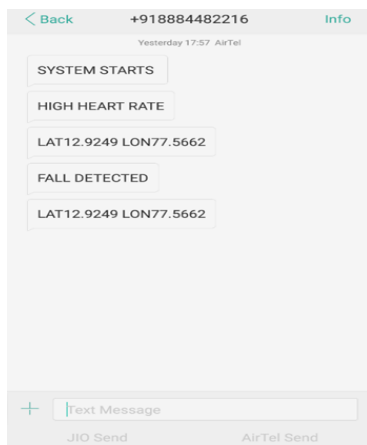 Back +918884482216 Info
Yesterday 17:57 AirTel
SYSTEM STARTS
HIGH HEART RATE
LAT12.9249 LON77.5662
FALL DETECTED
LAT12.9249 LON77.5662
Text Message
JIO Send AirTel Send